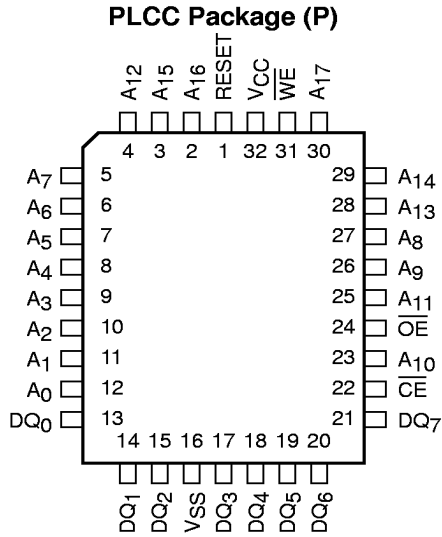 PLCC Package (P)
A12 A15 A16 RESET VCC WE A17
4 3 2 1 32 31 30
A7 5 29 A14
A6 6 28 A13
A5 7 27 A8
A4 8 26 A9
A3 9 25 A11
A2 10 24 OE
A1 11 23 A10
A0 12 22 CE
DQ0 13 21 DQ7
14 15 16 17 18 19 20
DQ1 DQ2 VSS DQ3 DQ4 DQ5 DQ6